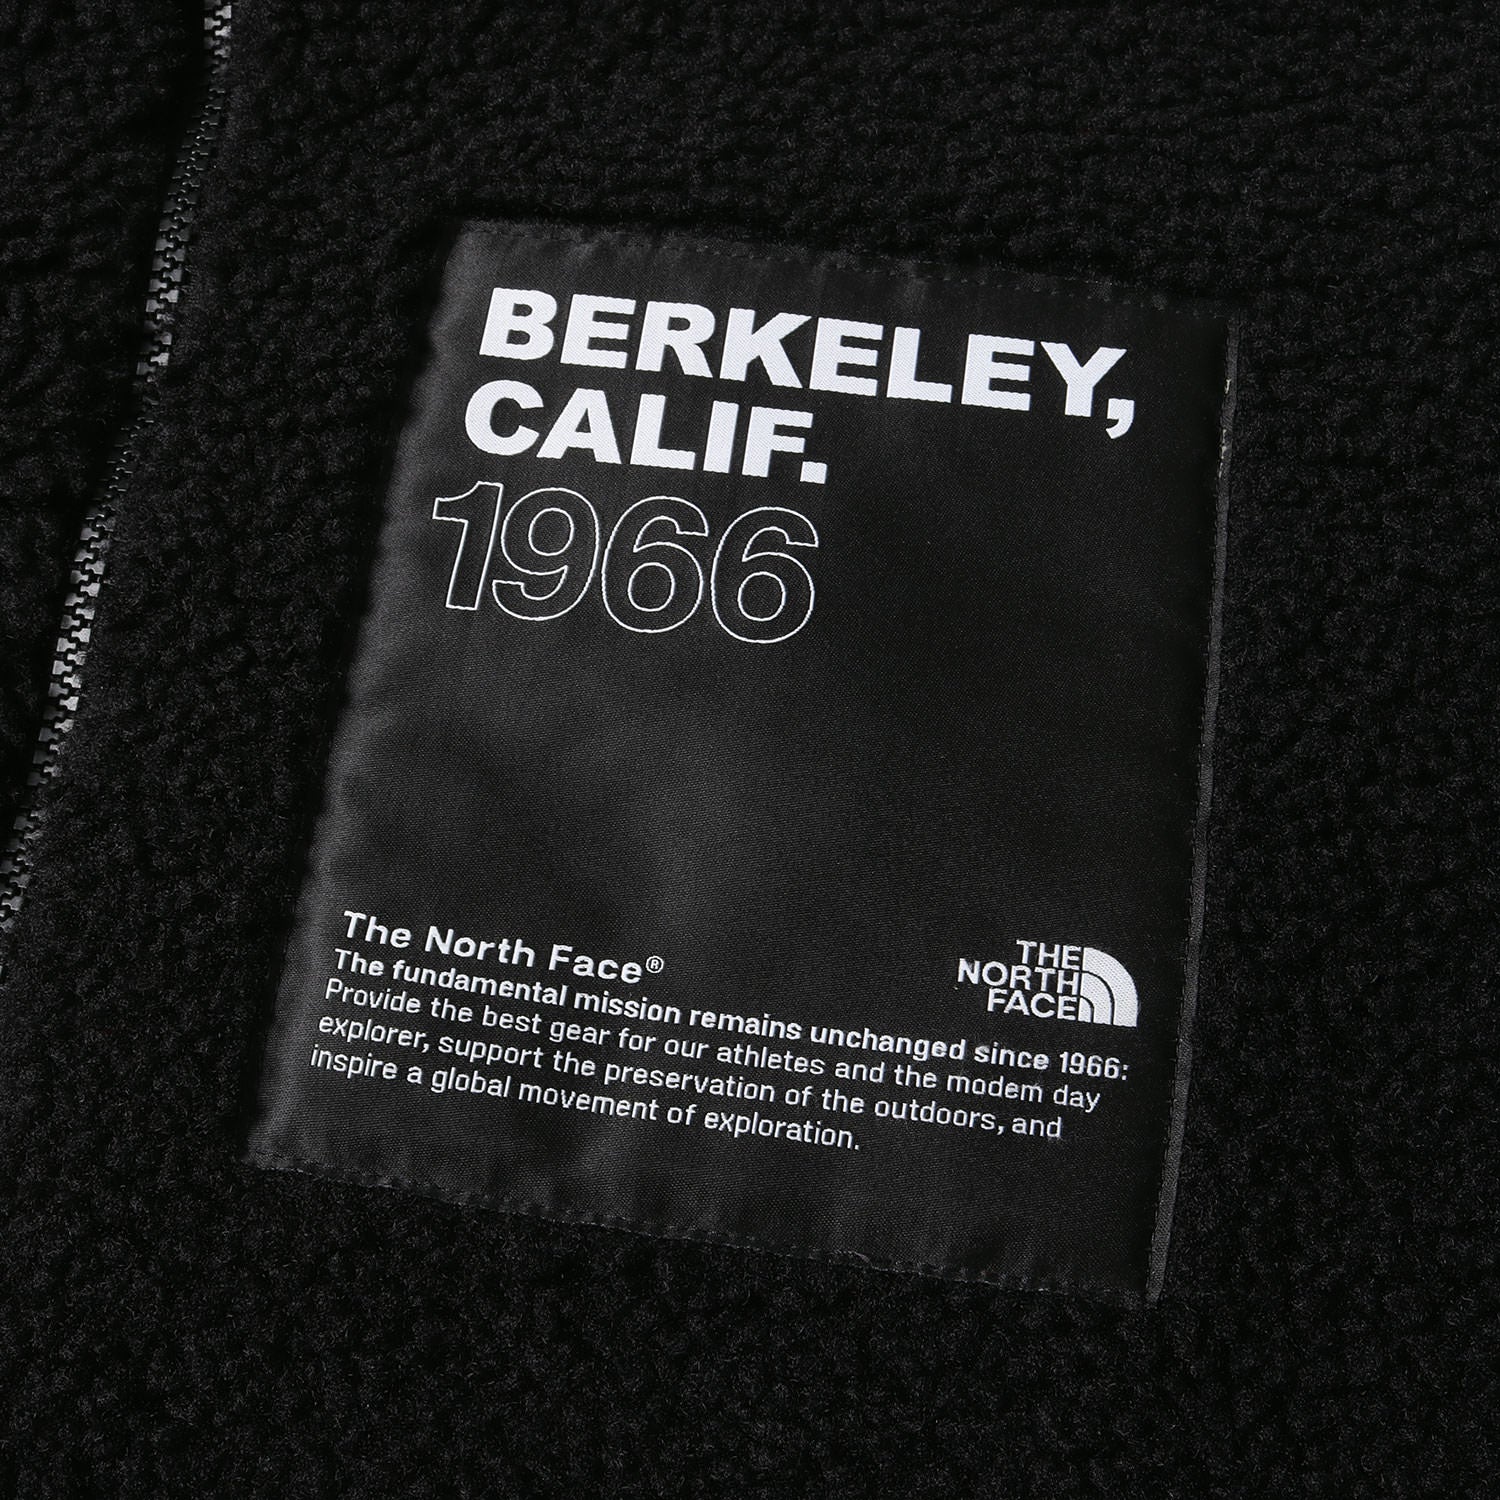 BERKELEY,
CALIF.
1966
The North Face®
THE
NORTH
FACE
The fundamental mission remains unchanged since 1966:
Provide the best gear for our athletes and the modern day
explorer, support the preservation of the outdoors, and
inspire a global movement of exploration.